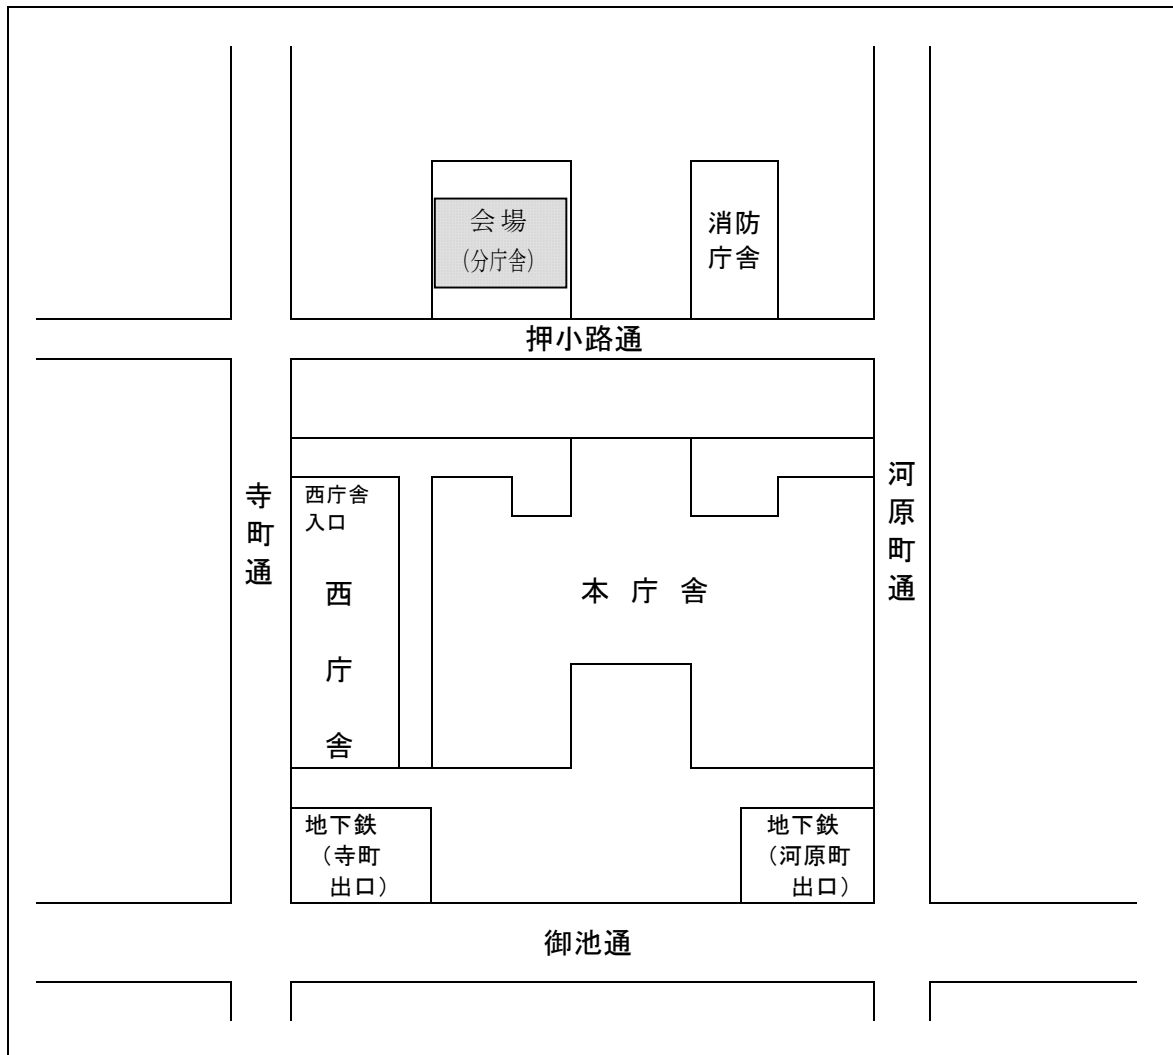 会場
(分庁舎)
消防
庁舎
押小路通
寺町通
西庁舎
入口
西庁舎
本庁舎
河原町通
地下鉄
(寺町
出口)
地下鉄
(河原町
出口)
御池通